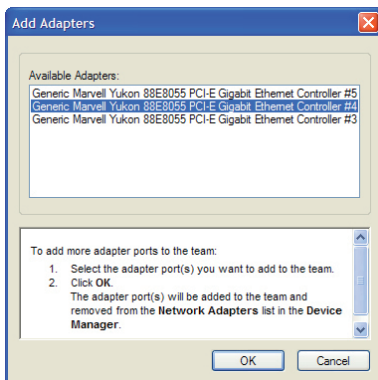 Add Adapters
Available Adapters:
Generic Marvell Yukon 88E8055 PCI-E Gigabit Ethernet Controller #5
Generic Marvell Yukon 88E8055 PCI-E Gigabit Ethernet Controller #4
Generic Marvell Yukon 88E8055 PCI-E Gigabit Ethernet Controller #3
To add more adapter ports to the team:
1. Select the adapter port(s) you want to add to the team.
2. Click OK.
The adapter port(s) will be added to the team and
removed from the Network Adapters list in the Device
Manager.
OK Cancel